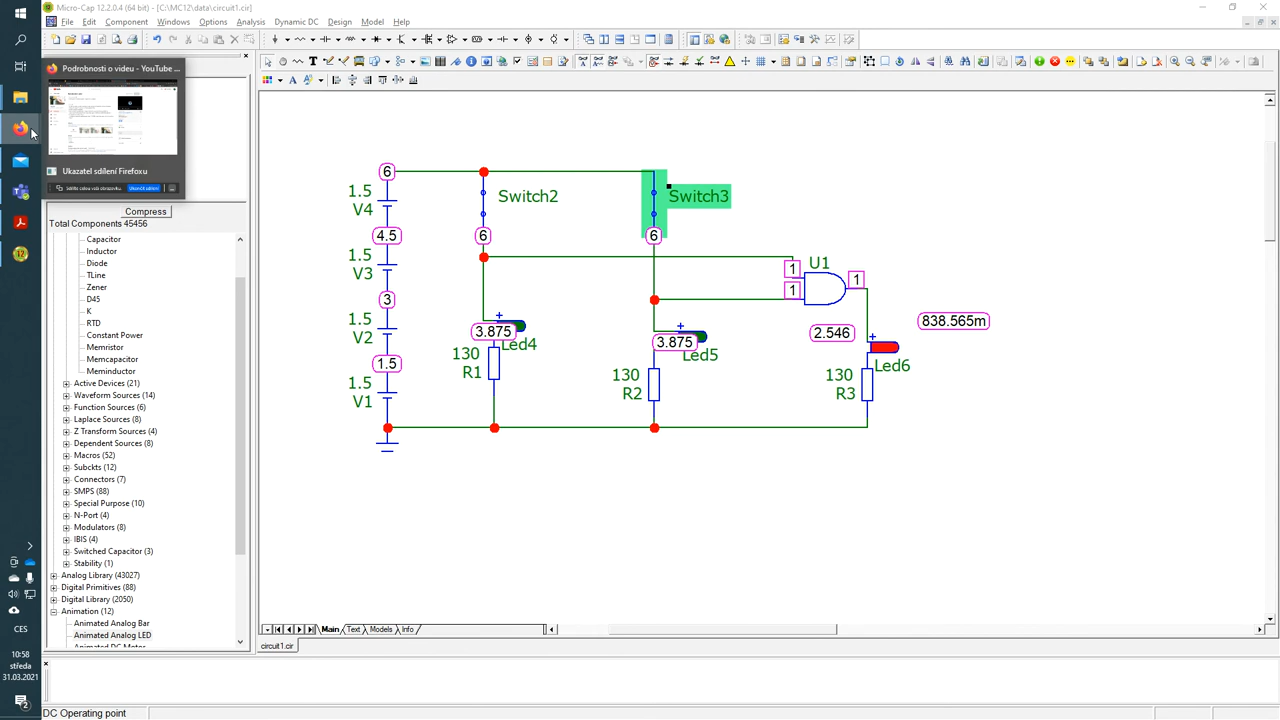 Micro-Cap 12.2.0.4 (64 bit) - [C:\MC12\data\circuit1.cir]
File Edit Component Windows Options Analysis Dynamic DC Design Model Help
Podrobnosti o videu - YouTube ...
Ukazatel sdílení Firefoxu
Sdílíte celou vaši obrazovku.
Ukončit sdílení
Compress
Total Components 45456
Capacitor
Inductor
Diode
TLine
Zener
D45
K
RTD
Constant Power
Memristor
Memcapacitor
Meminductor
Active Devices (21)
Waveform Sources (14)
Function Sources (6)
Laplace Sources (8)
Z Transform Sources (4)
Dependent Sources (8)
Macros (52)
Subckts (12)
Connectors (7)
SMPS (88)
Special Purpose (10)
N-Port (4)
Modulators (8)
IBIS (4)
Switched Capacitor (3)
Stability (1)
Analog Library (43027)
Digital Primitives (88)
Digital Library (2050)
Animation (12)
Animated Analog Bar
Animated Analog LED
Animated DC Motor
6
1.5
V4
4.5
1.5
V3
3
1.5
V2
1.5
1.5
V1
Switch2
6
Switch3
6
U1
1
1
1
3.875
Led4
130
R1
3.875
Led5
130
R2
2.546
838.565m
Led6
130
R3
Main Text Models Info
circuit1.cir
DC Operating point
CES
10:58
středa
31.03.2021
2